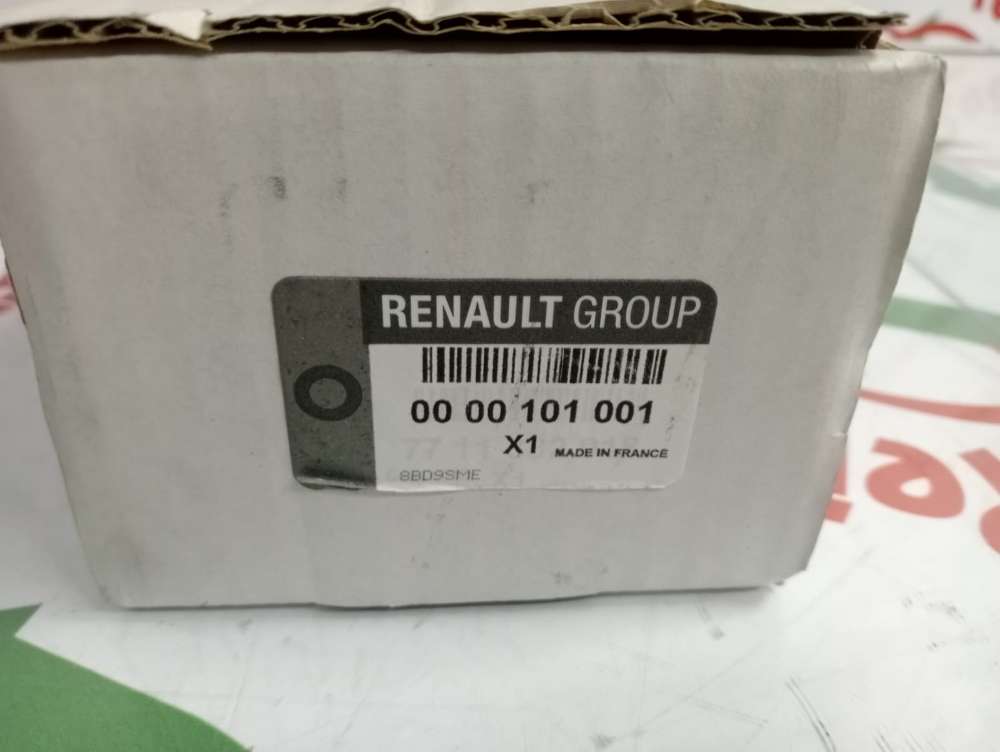 RENAULT GROUP
00 00 101 001
X1 MADE IN FRANCE
8BD9SME